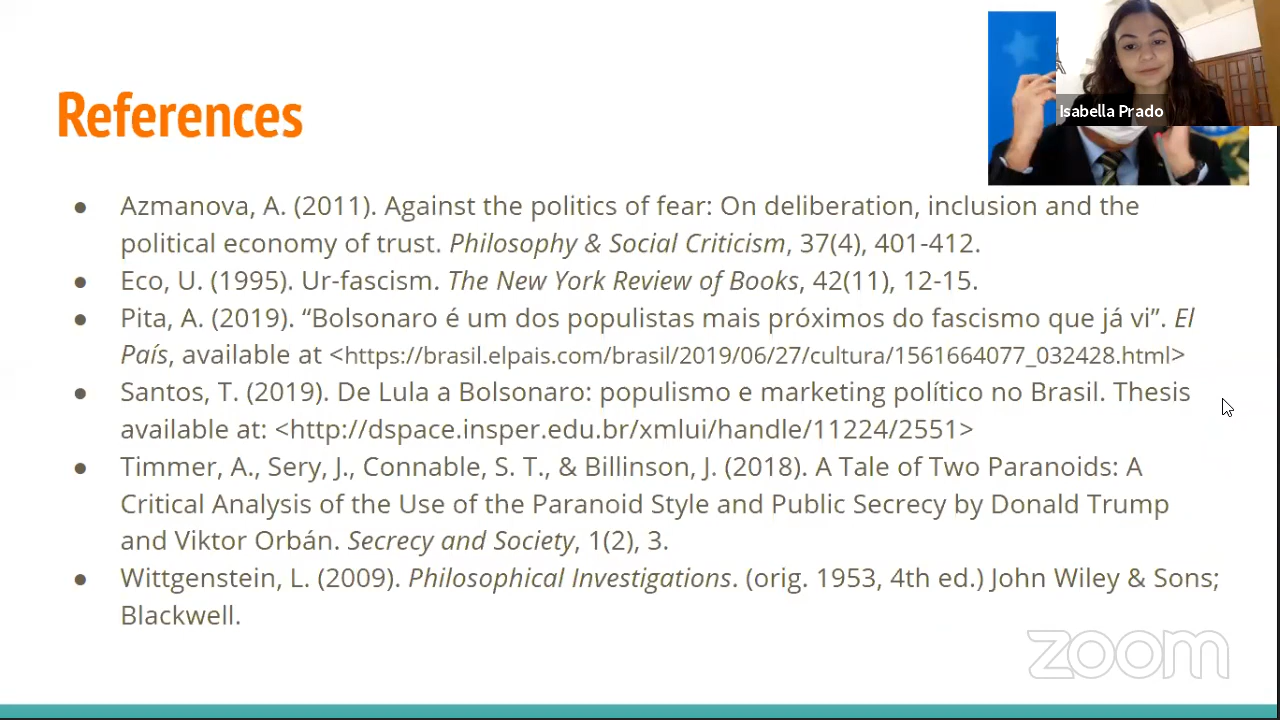 Isabella Prado
References
● Azmanova, A. (2011). Against the politics of fear: On deliberation, inclusion and the
political economy of trust. Philosophy & Social Criticism, 37(4), 401-412.
● Eco, U. (1995). Ur-fascism. The New York Review of Books, 42(11), 12-15.
● Pita, A. (2019). “Bolsonaro é um dos populistas mais próximos do fascismo que já vi”. El
País, available at <https://brasil.elpais.com/brasil/2019/06/27/cultura/1561664077_032428.html>
● Santos, T. (2019). De Lula a Bolsonaro: populismo e marketing político no Brasil. Thesis
available at: <http://dspace.insper.edu.br/xmlui/handle/11224/2551>
● Timmer, A., Sery, J., Connable, S. T., & Billinson, J. (2018). A Tale of Two Paranoids: A
Critical Analysis of the Use of the Paranoid Style and Public Secrecy by Donald Trump
and Viktor Orbán. Secrecy and Society, 1(2), 3.
● Wittgenstein, L. (2009). Philosophical Investigations. (orig. 1953, 4th ed.) John Wiley & Sons;
Blackwell.
zoom